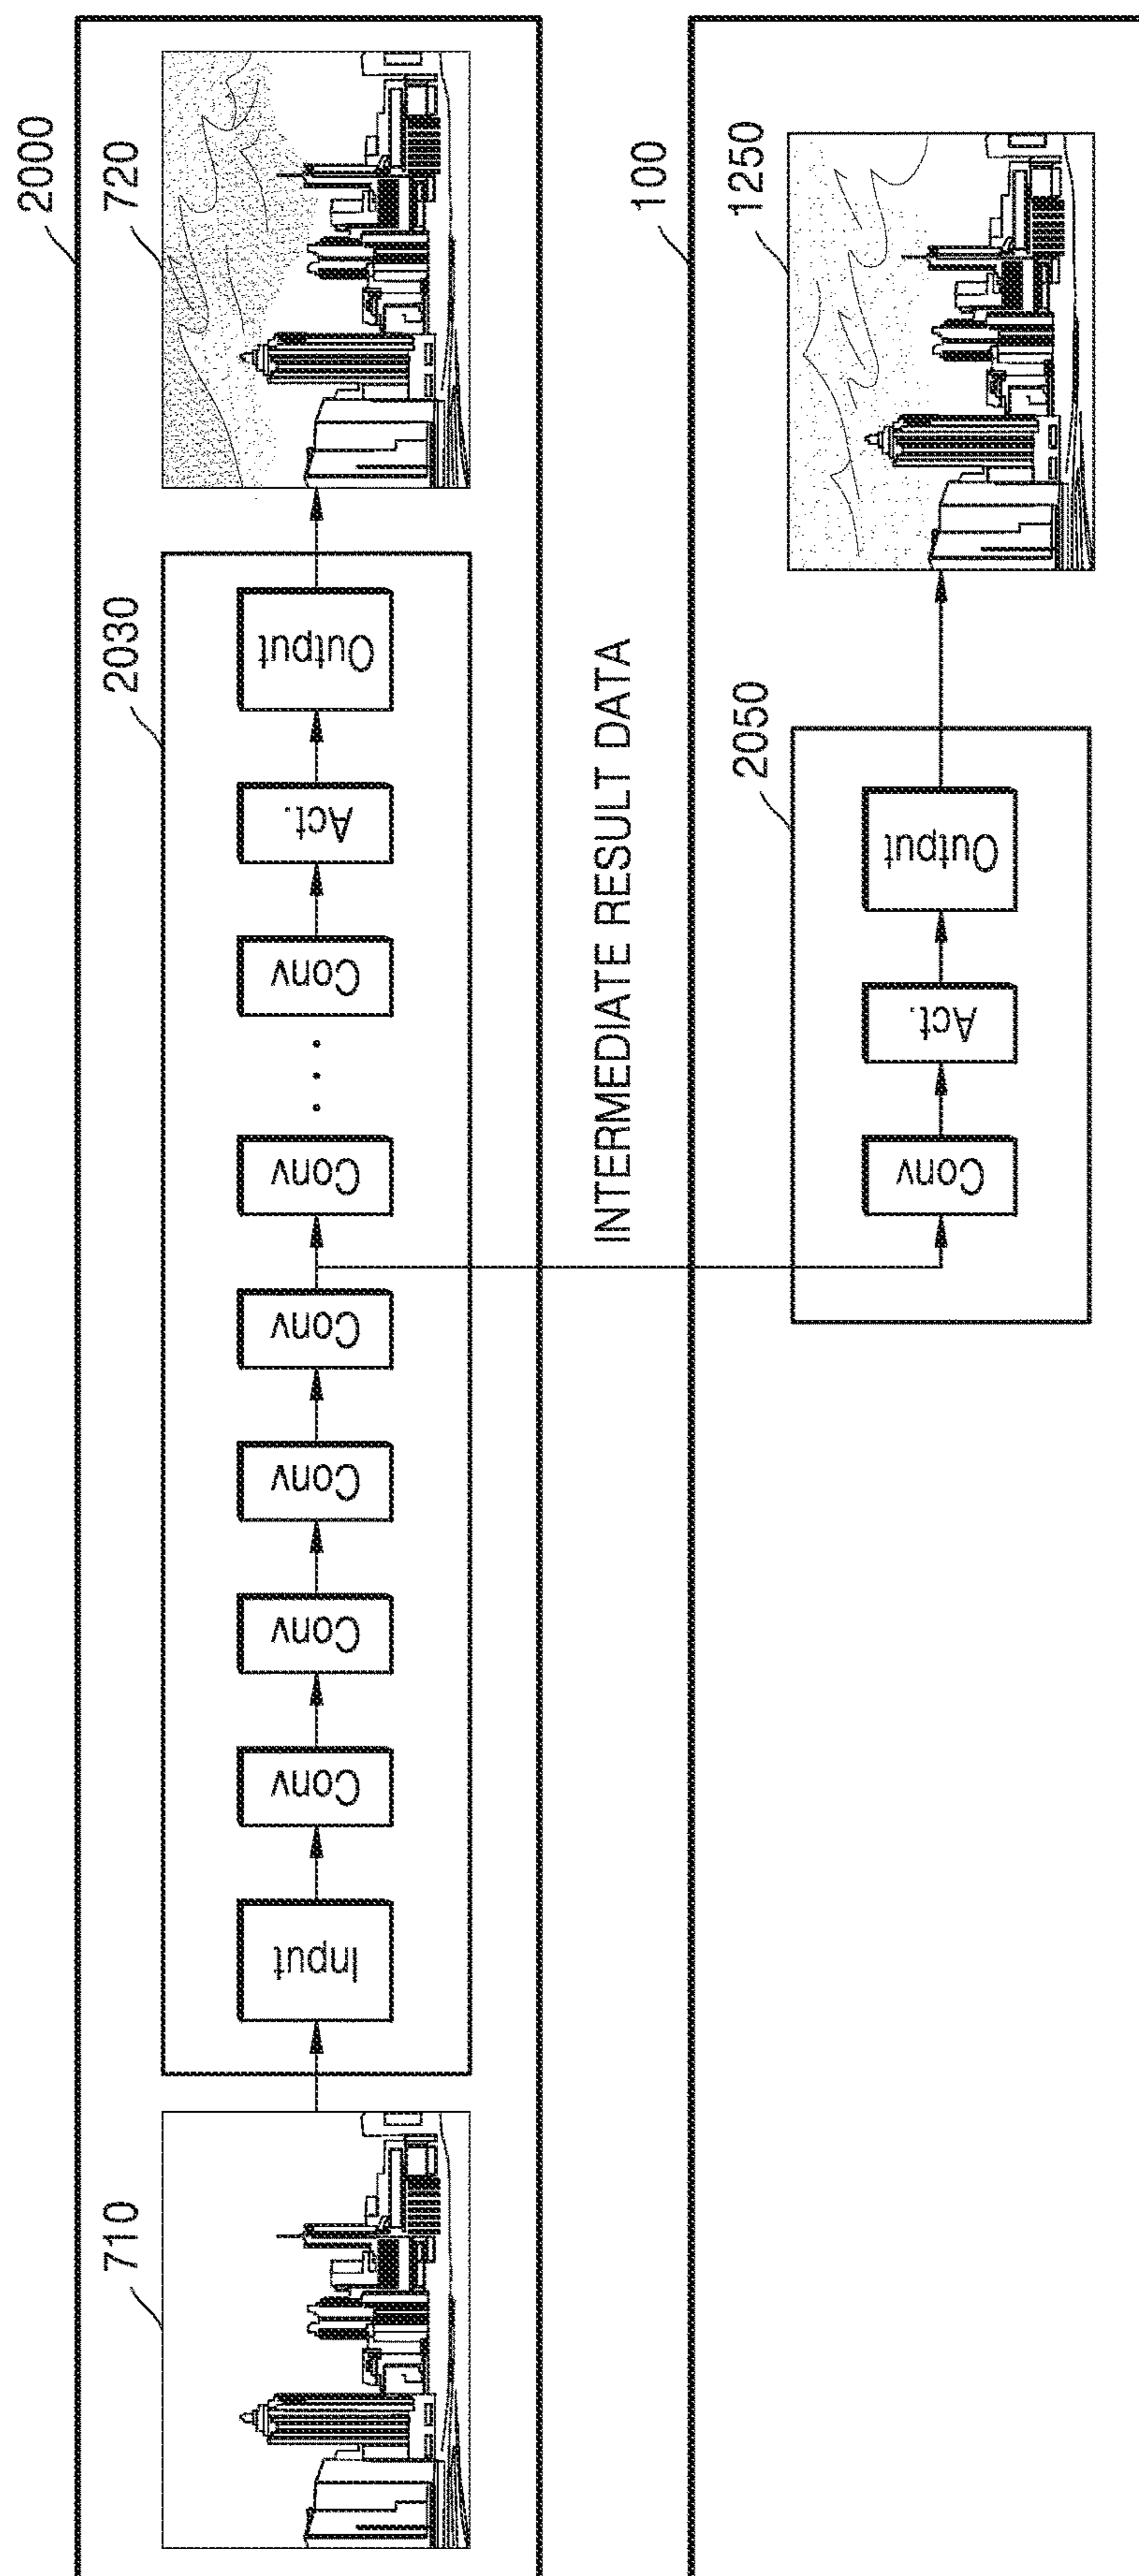 2000
710
2030
720
Input
Conv
Conv
Conv
Conv
Conv
Conv
Act.
Output
INTERMEDIATE RESULT DATA
100
2050
1250
Conv
Act.
Output